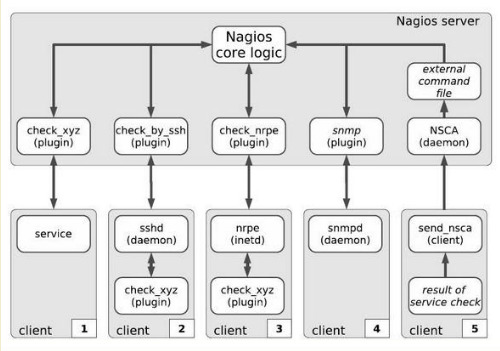 Nagios server
Nagios
core logic
external
command
file
check_xyz
(plugin)
check_by_ssh
(plugin)
check_nrpe
(plugin)
snmp
(plugin)
NSCA
(daemon)
service
sshd
(daemon)
nrpe
(inetd)
snmpd
(daemon)
send_nsca
(client)
check_xyz
(plugin)
check_xyz
(plugin)
result of
service check
client 1
client 2
client 3
client 4
client 5